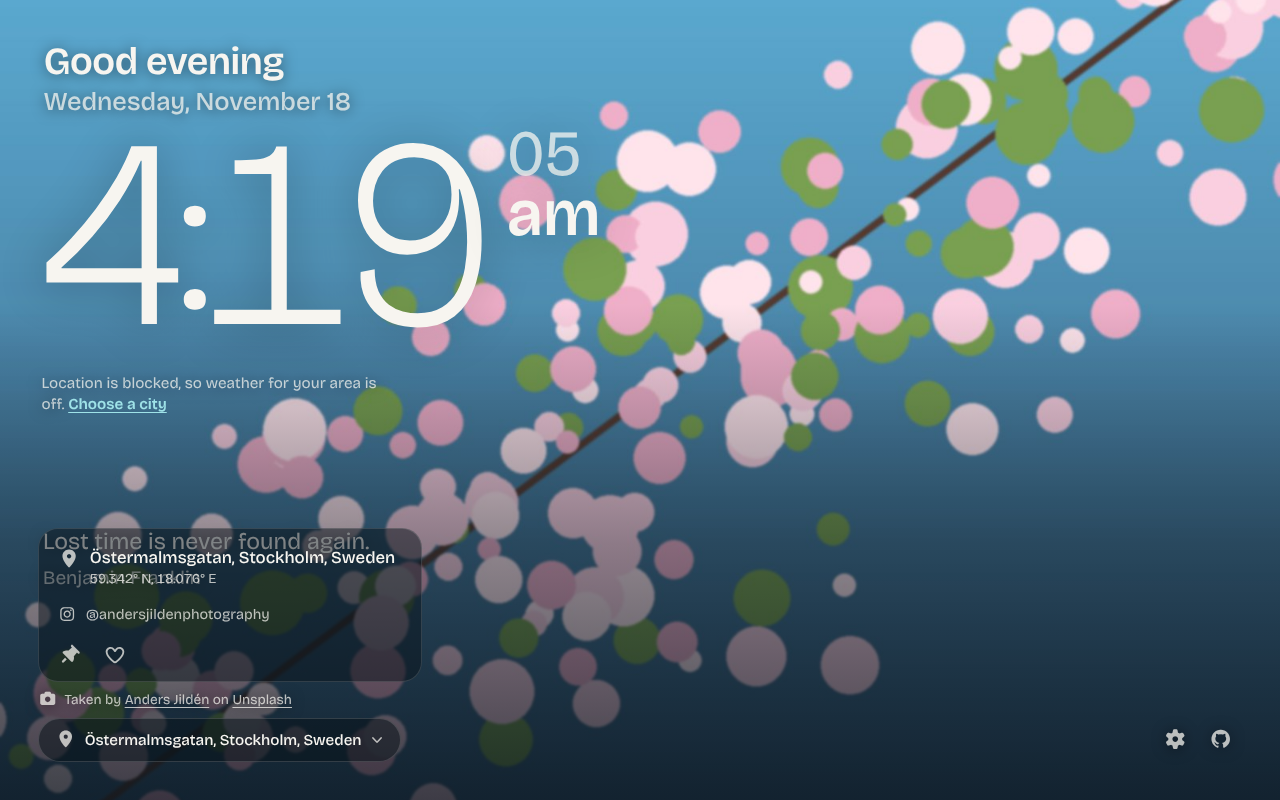 Good evening
Wednesday, November 18
4:19
05
am
Location is blocked, so weather for your area is
off. Choose a city
Lost time is never found again.
Östermalmsgatan, Stockholm, Sweden
Benjamin Franklin
59.342° N, 18.076° E
@andersjildenphotography
Taken by Anders Jildén on Unsplash
Östermalmsgatan, Stockholm, Sweden